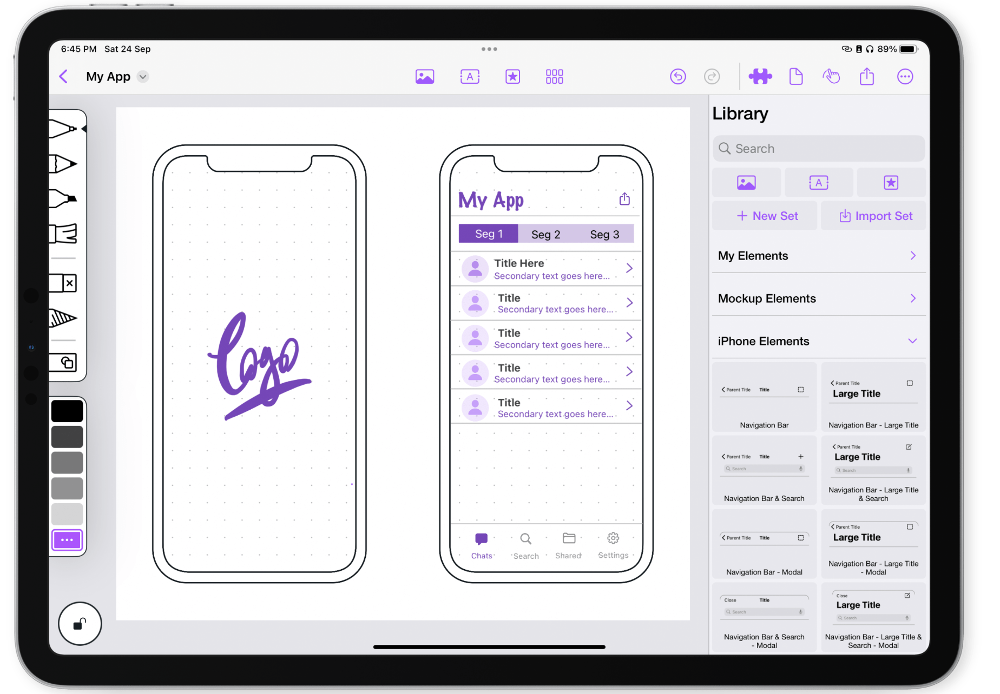 6:45 PM Sat 24 Sep
89%
My App
A
Library
Search
A
+ New Set
Import Set
My Elements
Mockup Elements
iPhone Elements
Parent Title Title
Navigation Bar
Parent Title
Large Title
Navigation Bar - Large Title
Parent Title Title +
Search
Navigation Bar & Search
Parent Title
Large Title
Search
Navigation Bar - Large Title
& Search
Parent Title Title
Navigation Bar - Modal
Parent Title
Large Title
Navigation Bar - Large Title
- Modal
Close Title
Search
Navigation Bar & Search
- Modal
Close
Large Title
Search
Navigation Bar - Large Title &
Search - Modal
Logo
My App
Seg 1 Seg 2 Seg 3
Title Here
Secondary text goes here...
Title
Secondary text goes here...
Title
Secondary text goes here...
Title
Secondary text goes here...
Title
Secondary text goes here...
Chats Search Shared Settings